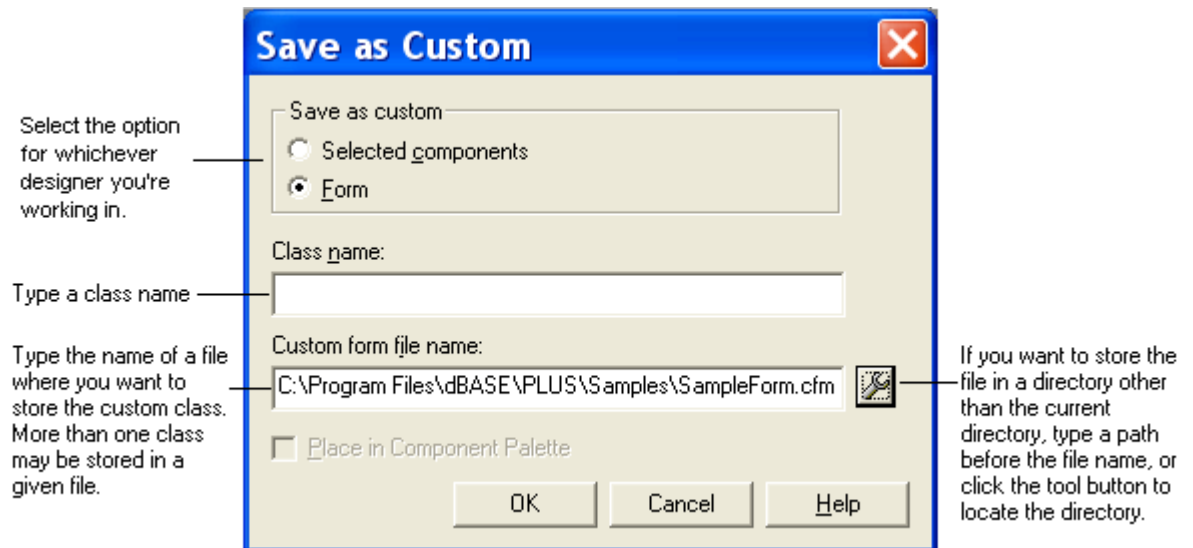 Save as Custom
Save as custom
Selected components
Form
Select the option
for whichever
designer you're
working in.
Class name:
Type a class name
Custom form file name:
C:\Program Files\dBASE\PLUS\Samples\SampleForm.cfm
Type the name of a file
where you want to
store the custom class.
More than one class
may be stored in a
given file.
If you want to store the
file in a directory other
than the current
directory, type a path
before the file name, or
click the tool button to
locate the directory.
Place in Component Palette
OK
Cancel
Help